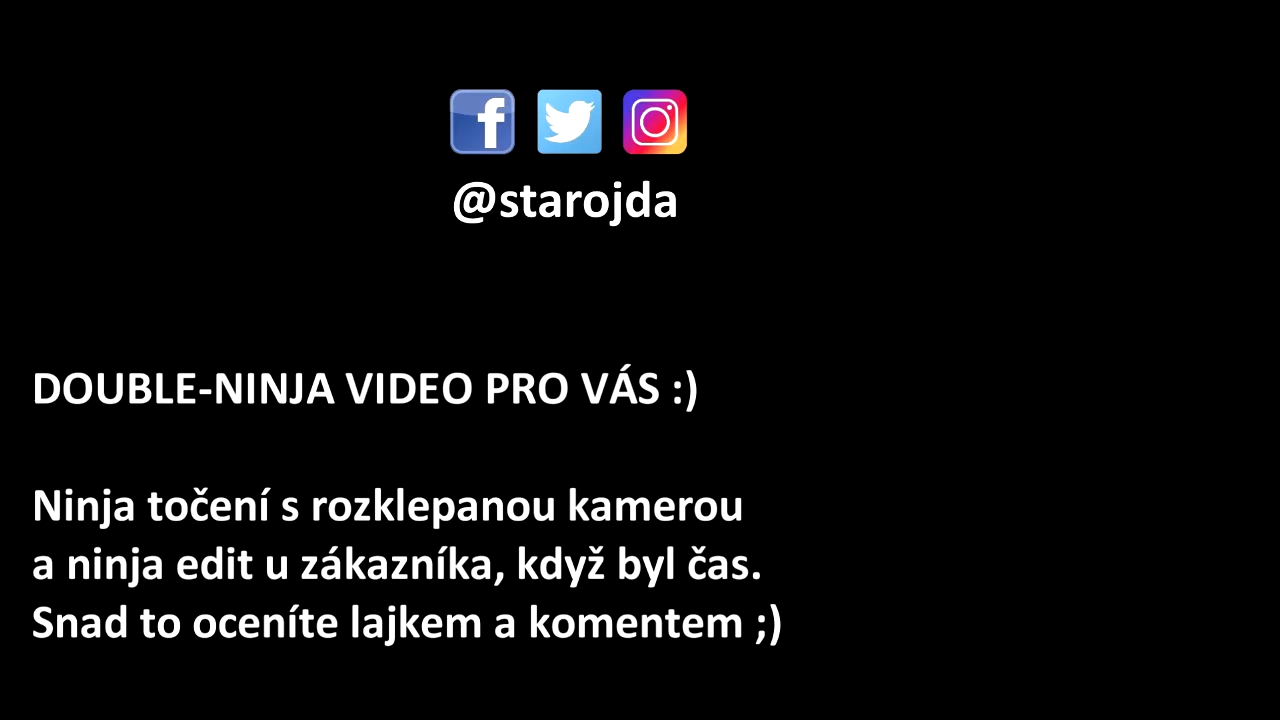 @starojda
DOUBLE-NINJA VIDEO PRO VÁS :)
Ninja točení s rozklepanou kamerou
a ninja edit u zákazníka, když byl čas.
Snad to oceníte lajkem a komentem ;)